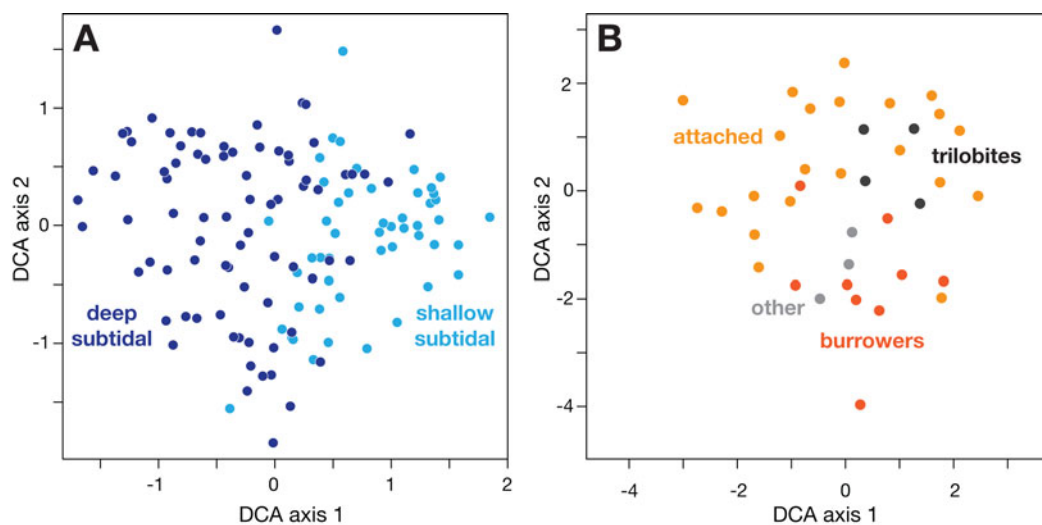 A
1
0
-1
DCA axis 2
deep
subtidal
shallow
subtidal
-1
0
1
2
DCA axis 1
B
2
0
-2
-4
DCA axis 2
attached
trilobites
other
burrowers
-4
-2
0
2
DCA axis 1